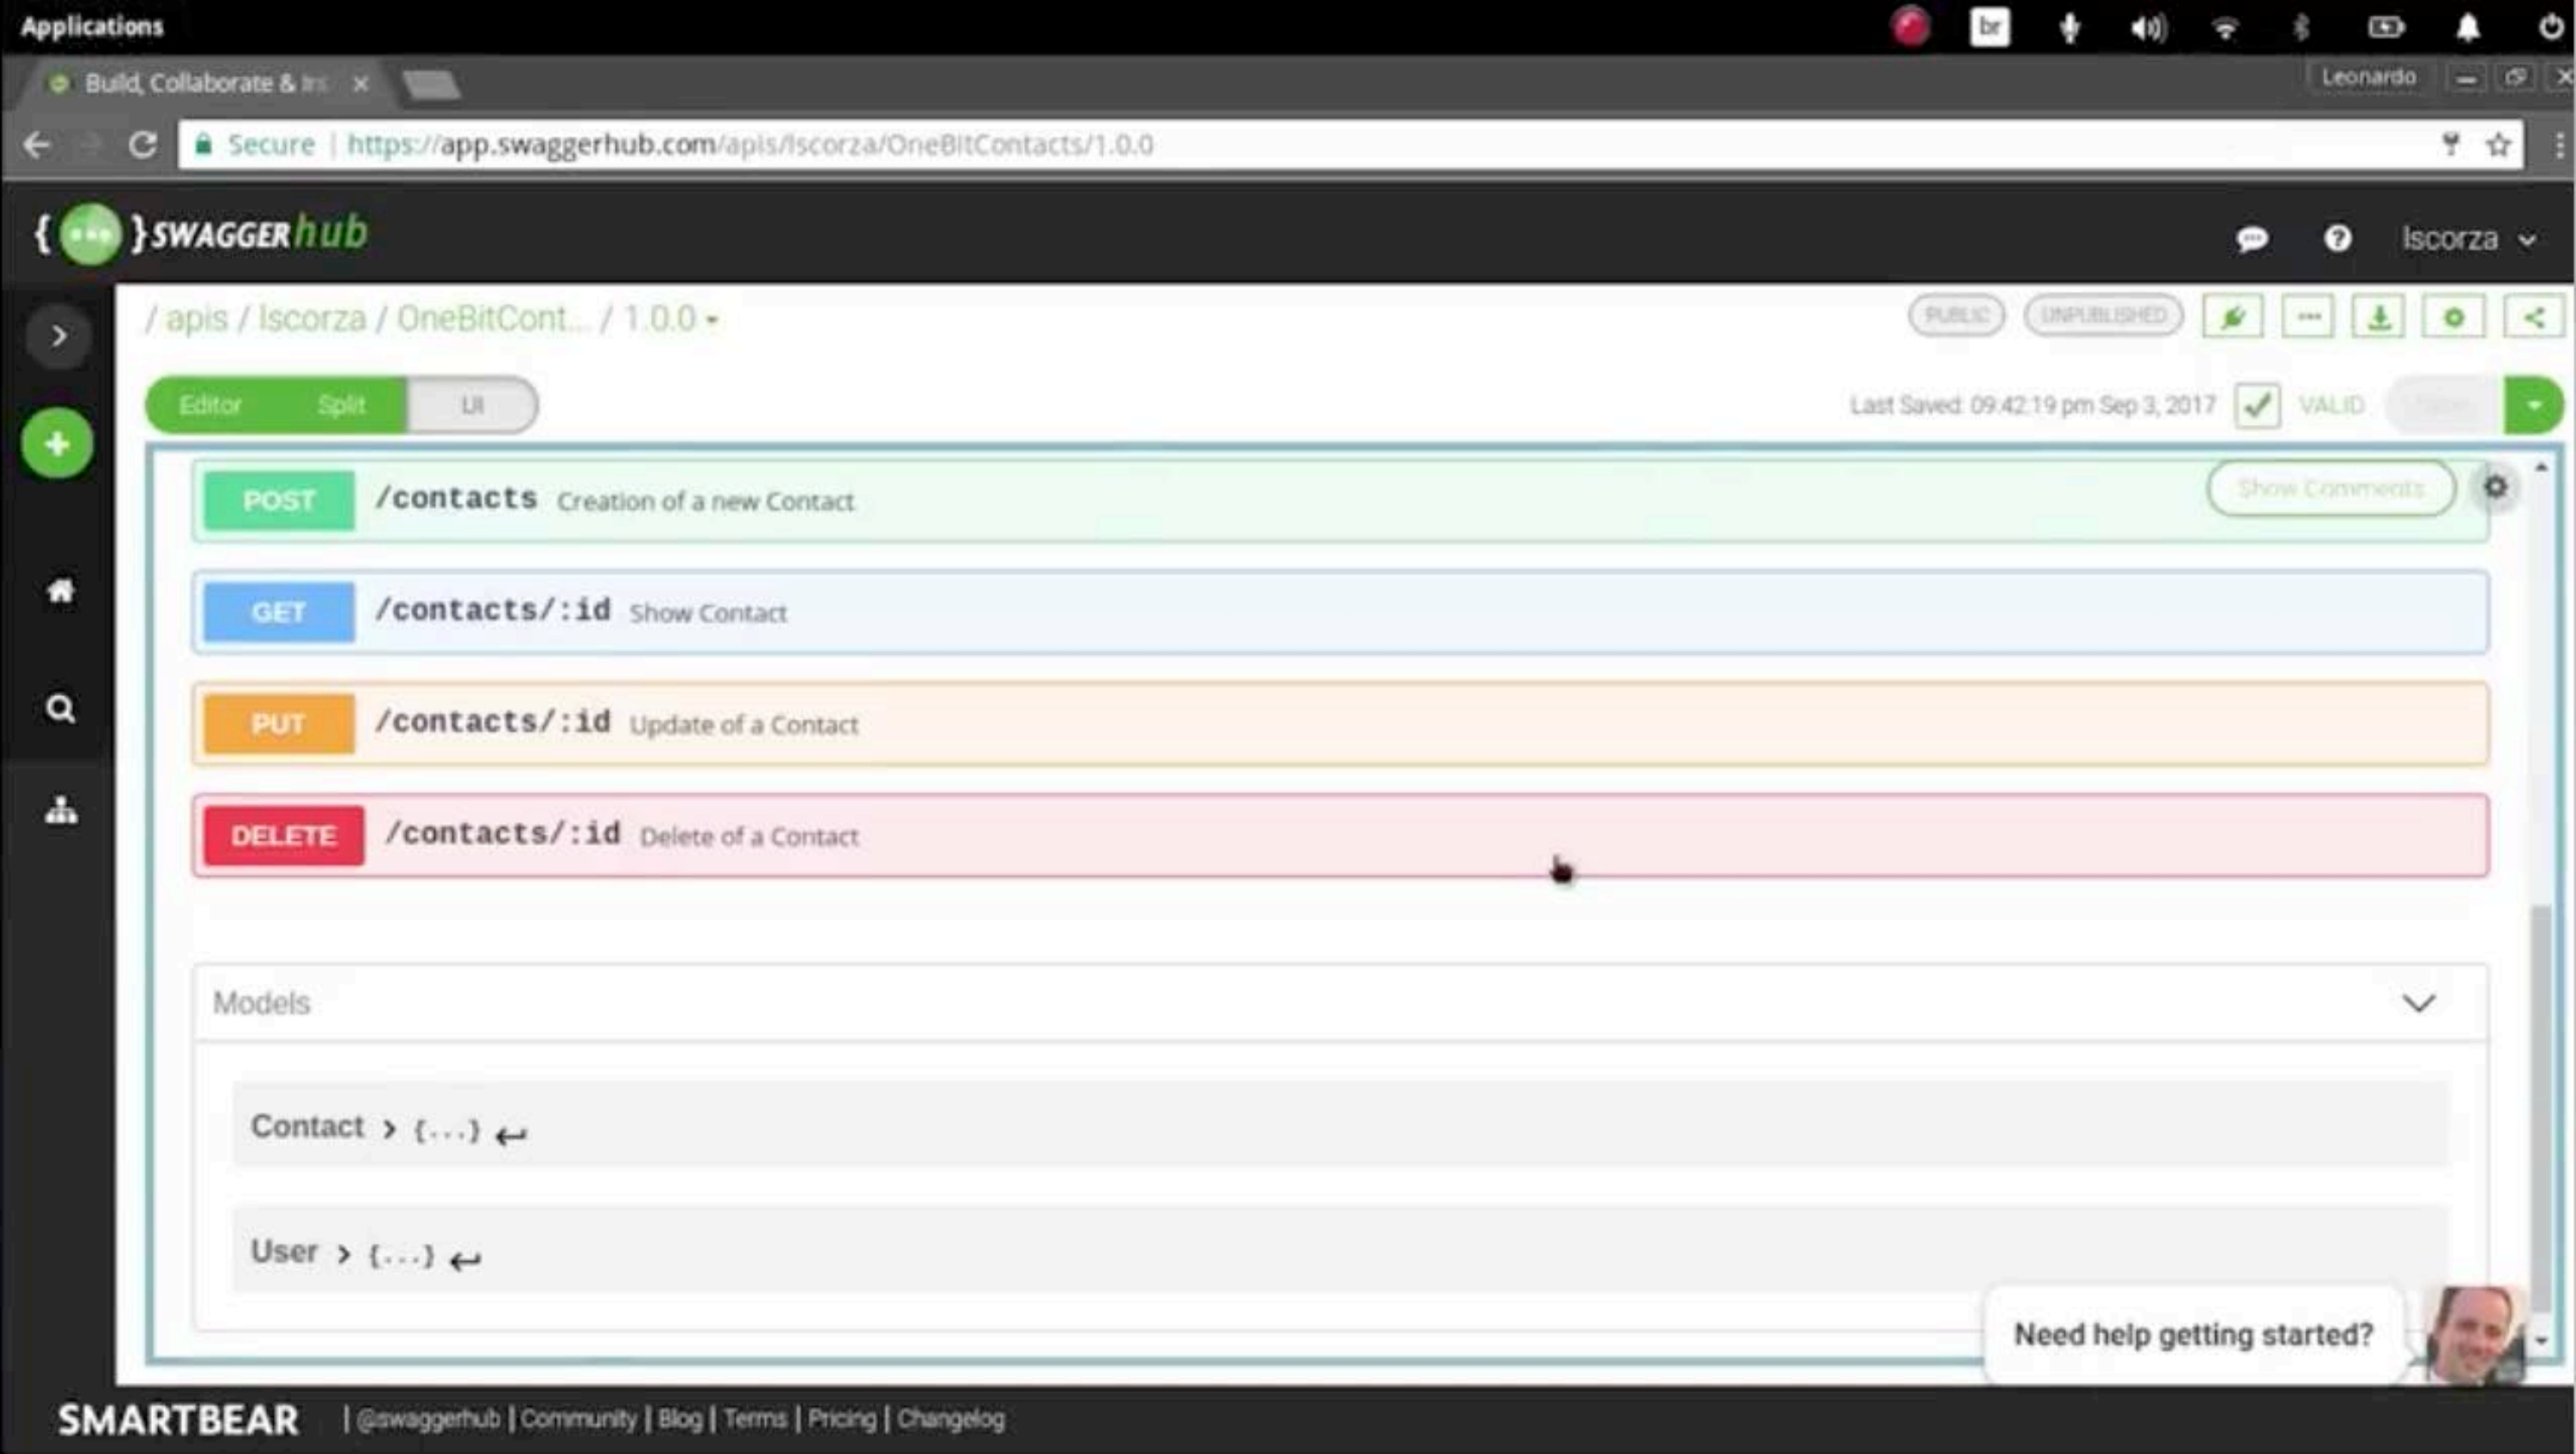 Applications
br
Build, Collaborate &
Leonardo
Secure | https://app.swaggerhub.com/apis/lscorza/OneBitContacts/1.0.0
{ ... } SWAGGERhub
lscorza
/ apis / lscorza / OneBitCont... / 1.0.0
PUBLIC
UNPUBLISHED
Editor
Split
UI
Last Saved: 09:42:19 pm Sep 3, 2017
VALID
POST /contacts Creation of a new Contact
Show Comments
GET /contacts/:id Show Contact
PUT /contacts/:id Update of a Contact
DELETE /contacts/:id Delete of a Contact
Models
Contact > {...}
User > {...}
Need help getting started?
SMARTBEAR | @swaggerhub | Community | Blog | Terms | Pricing | Changelog